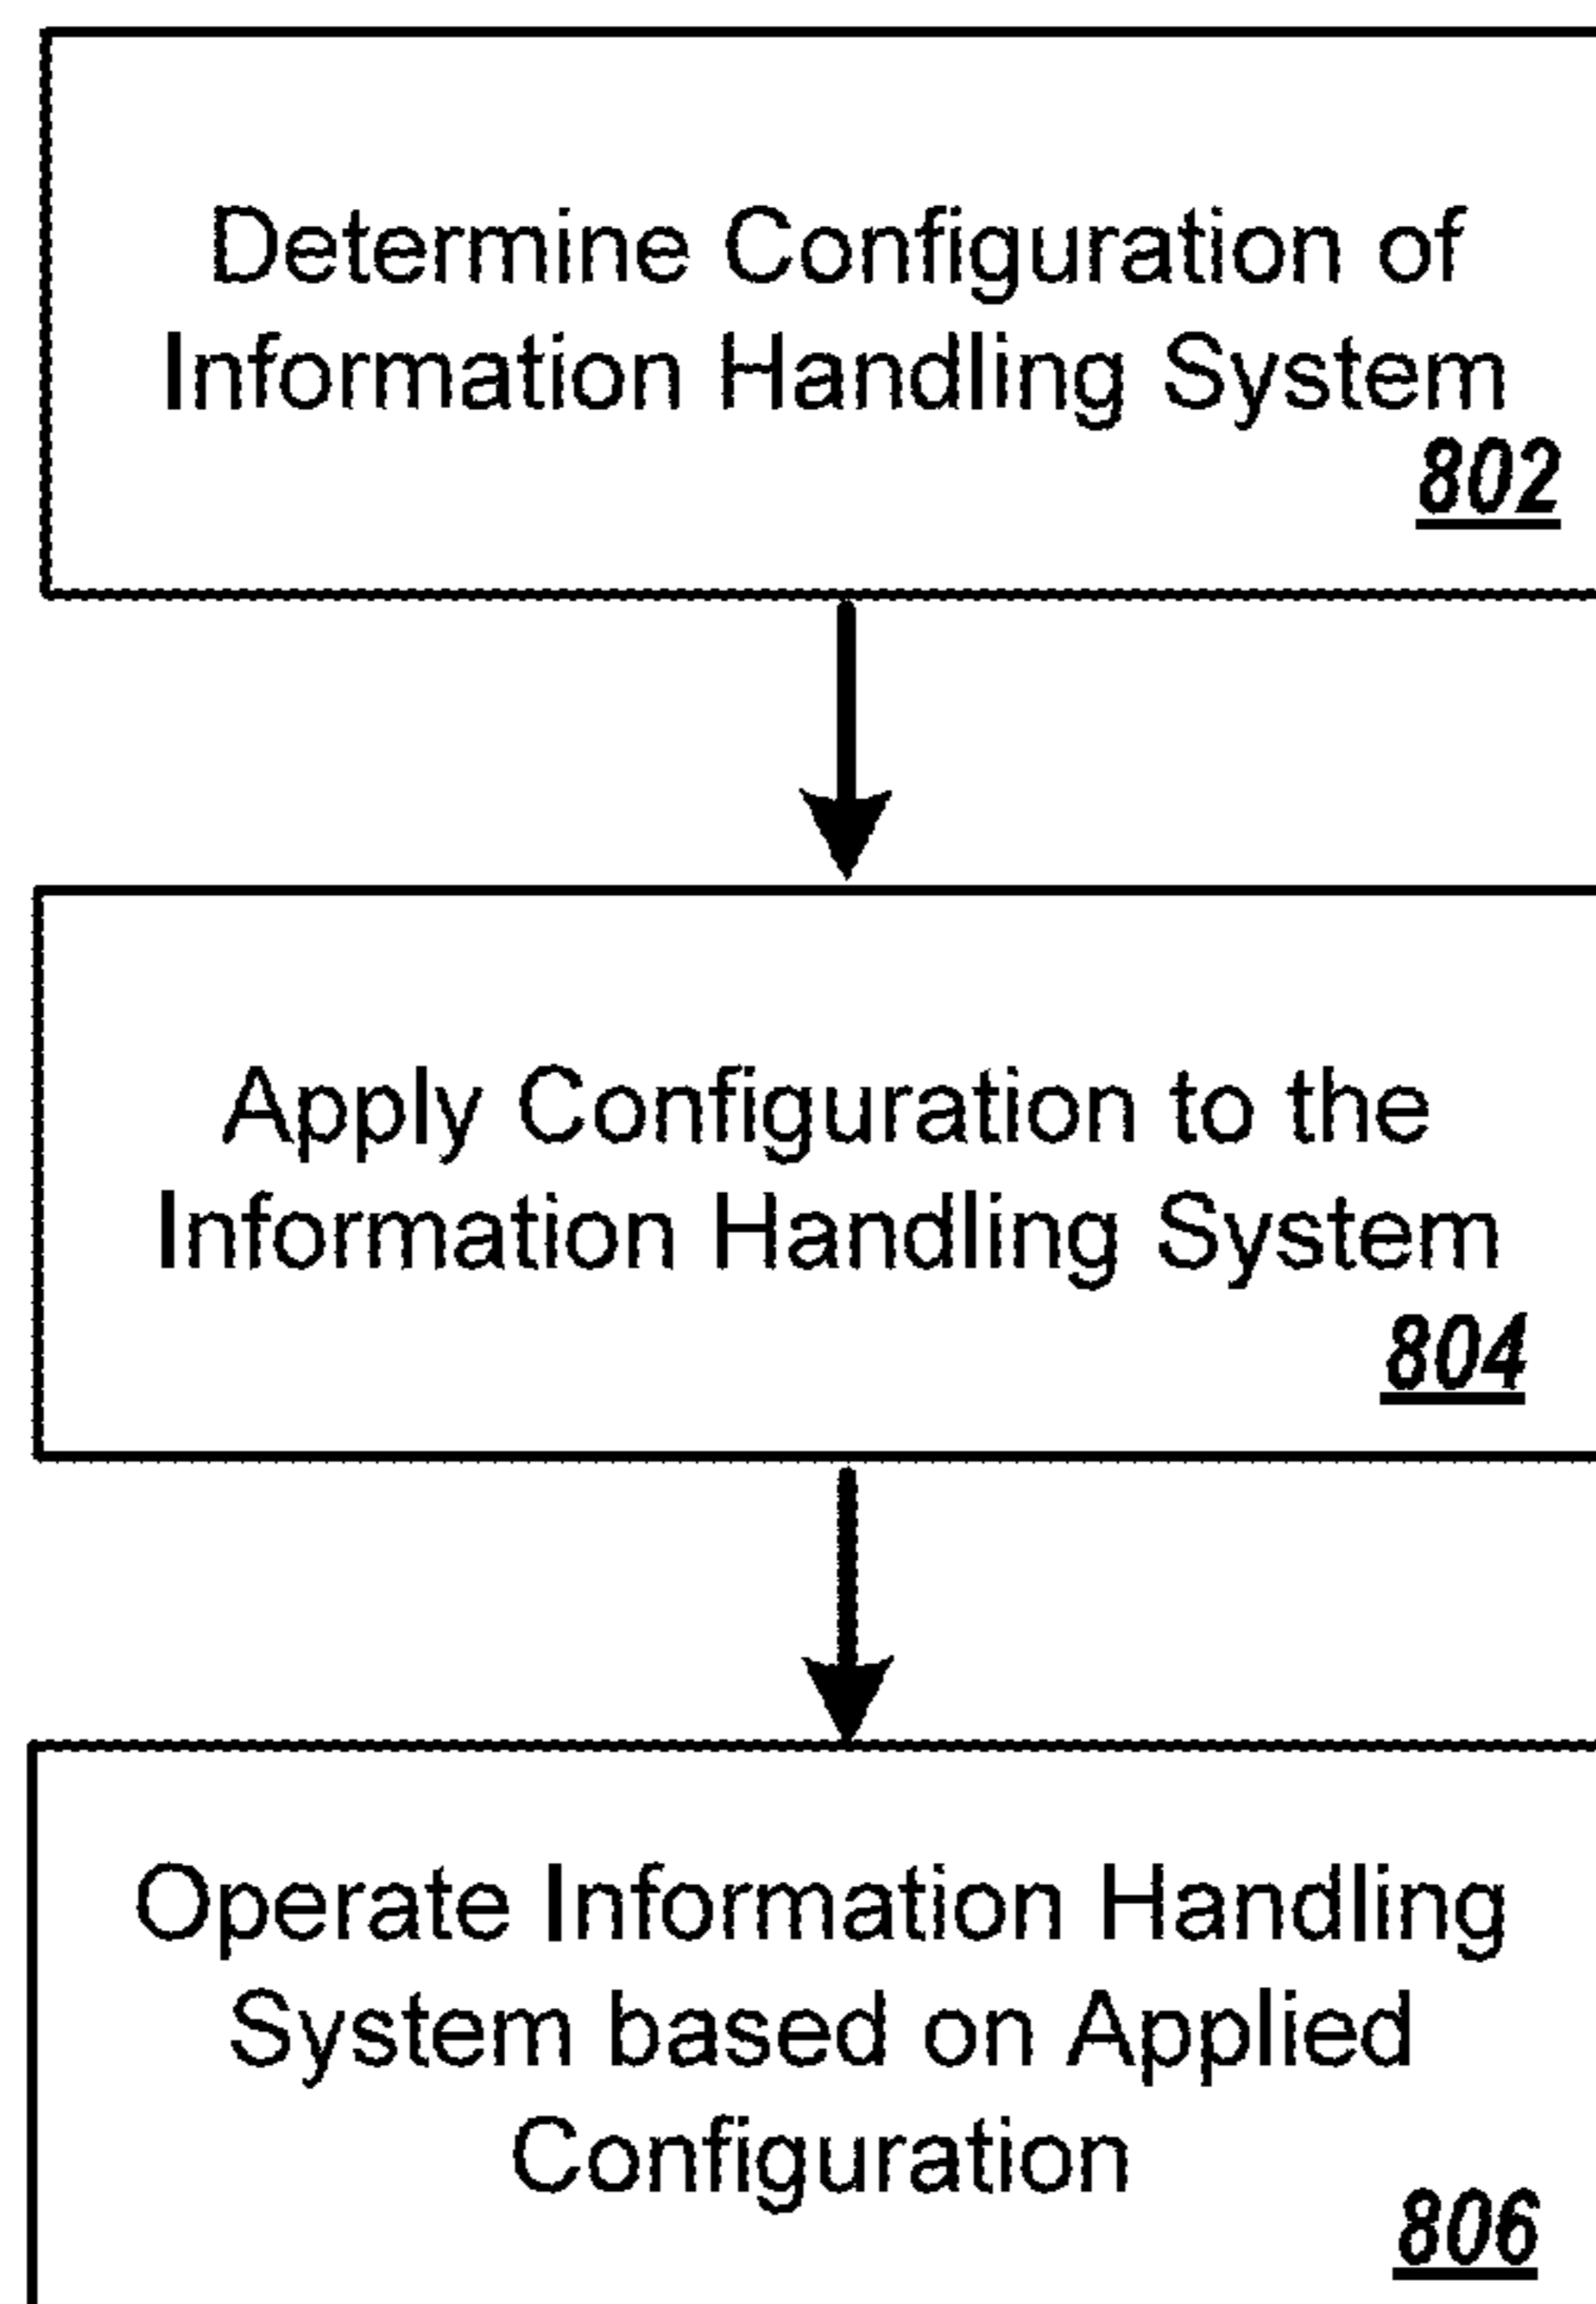 Determine Configuration of
Information Handling System
802
Apply Configuration to the
Information Handling System
804
Operate Information Handling
System based on Applied
Configuration
806